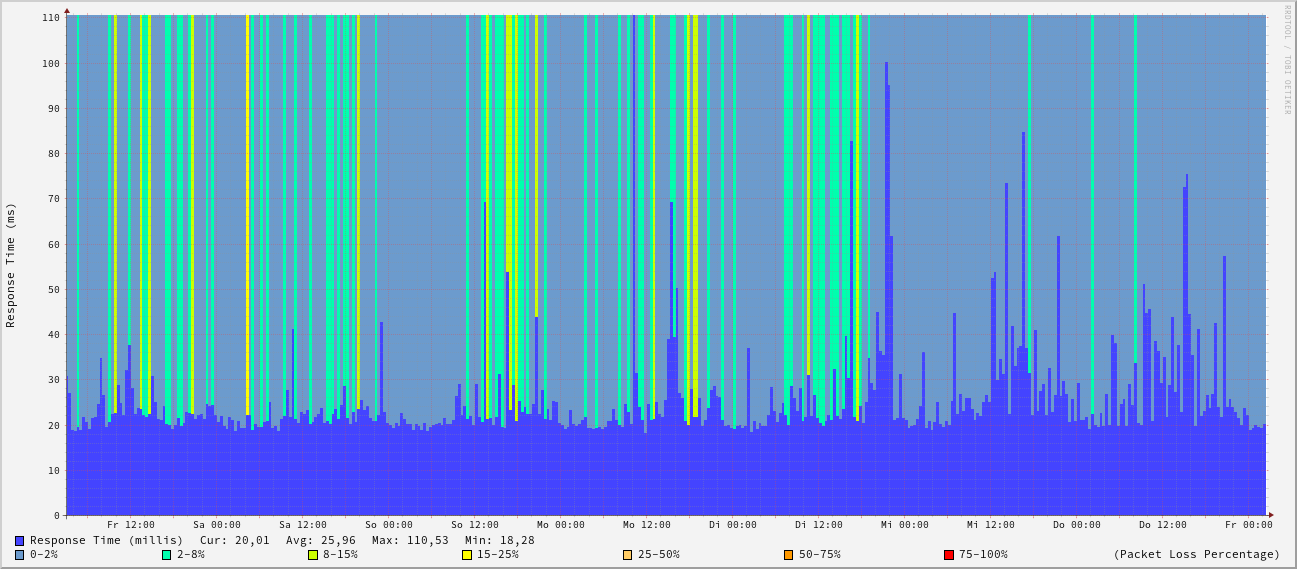 110
100
90
80
70
60
50
40
30
20
10
0
Response Time (ms)
RRDTOOL / TOBI OETIKER
Fr 12:00 Sa 00:00 Sa 12:00 So 00:00 So 12:00 Mo 00:00 Mo 12:00 Di 00:00 Di 12:00 Mi 00:00 Mi 12:00 Do 00:00 Do 12:00 Fr 00:00
Response Time (millis) Cur: 20,01 Avg: 25,96 Max: 110,53 Min: 18,28
0-2% 2-8% 8-15% 15-25% 25-50% 50-75% 75-100% (Packet Loss Percentage)